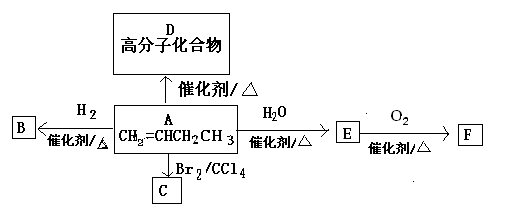 D
高分子化合物
催化剂/△
B
H2
催化剂/△
A
CH2=CHCH2CH3
H2O
催化剂/△
E
O2
催化剂/△
F
Br2/CCl4
C